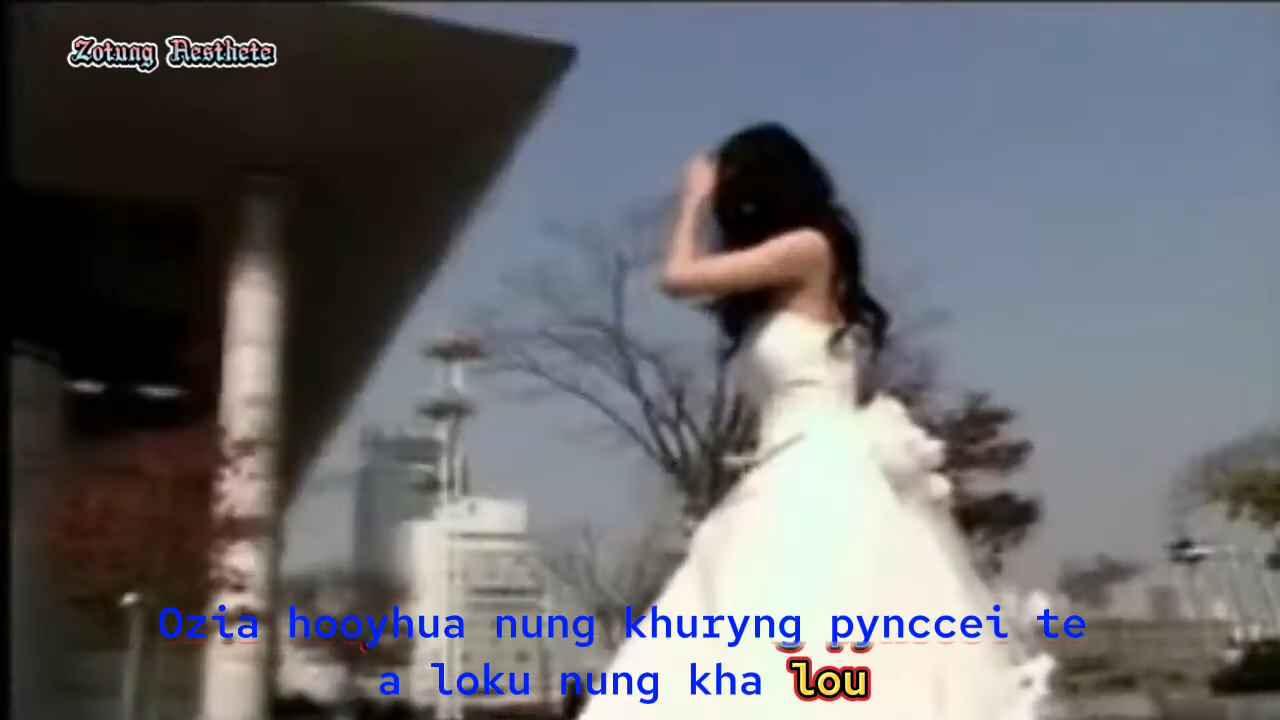 Zotung Aesthete
Ozia hooyhua nung khuryng pynccei te
a loku nung kha lou